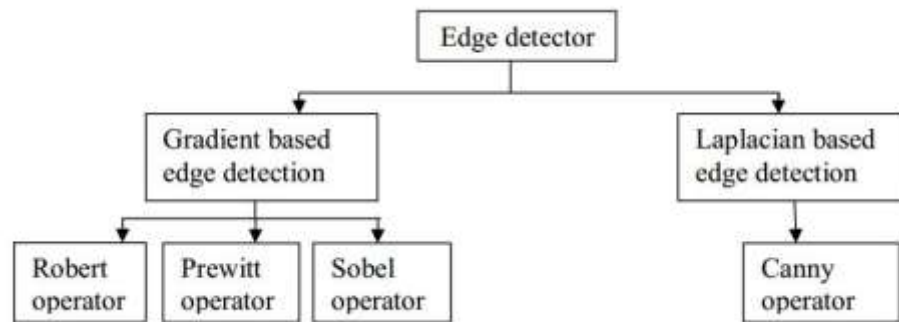 Edge detector
Gradient based
edge detection
Laplacian based
edge detection
Robert
operator
Prewitt
operator
Sobel
operator
Canny
operator